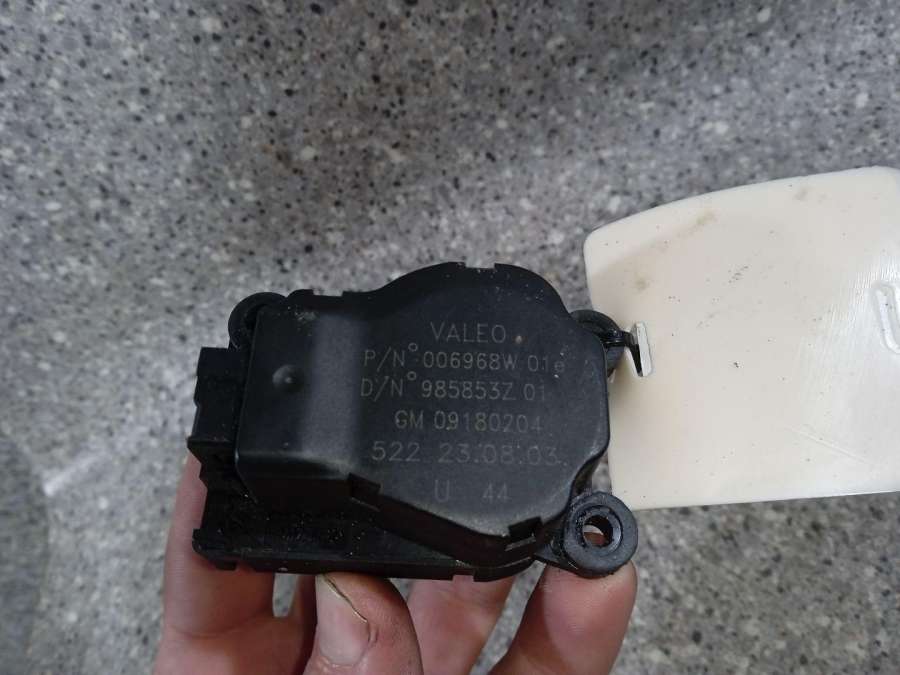 VALEO
P/N° 006968W 01e
D/N° 985853Z 01
GM 09180204
522 23.08.03.
U 44